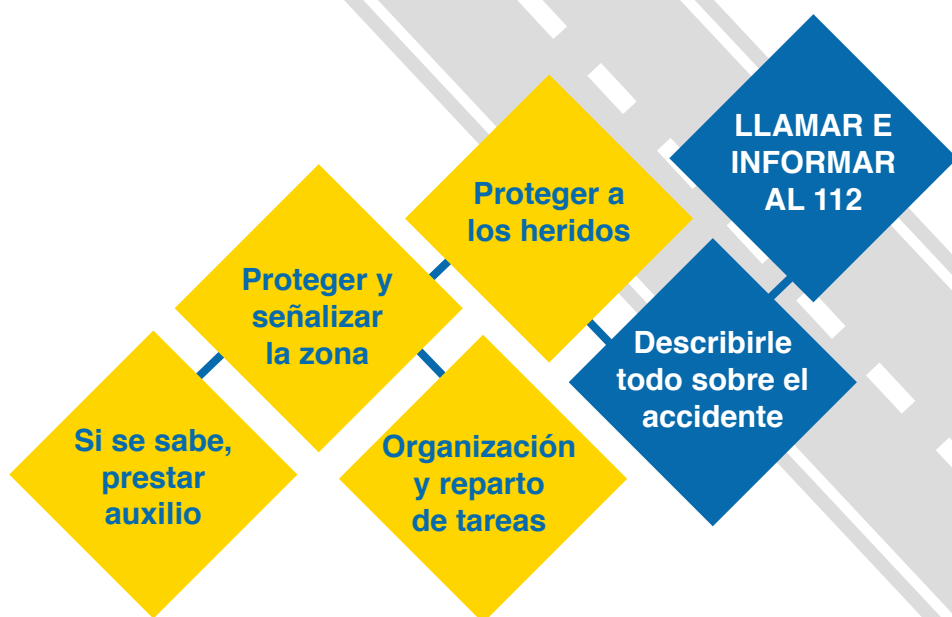 LLAMAR E
INFORMAR
AL 112
Proteger a
los heridos
Proteger y
señalizar
la zona
Describirle
todo sobre el
accidente
Si se sabe,
prestar
auxilio
Organización
y reparto
de tareas